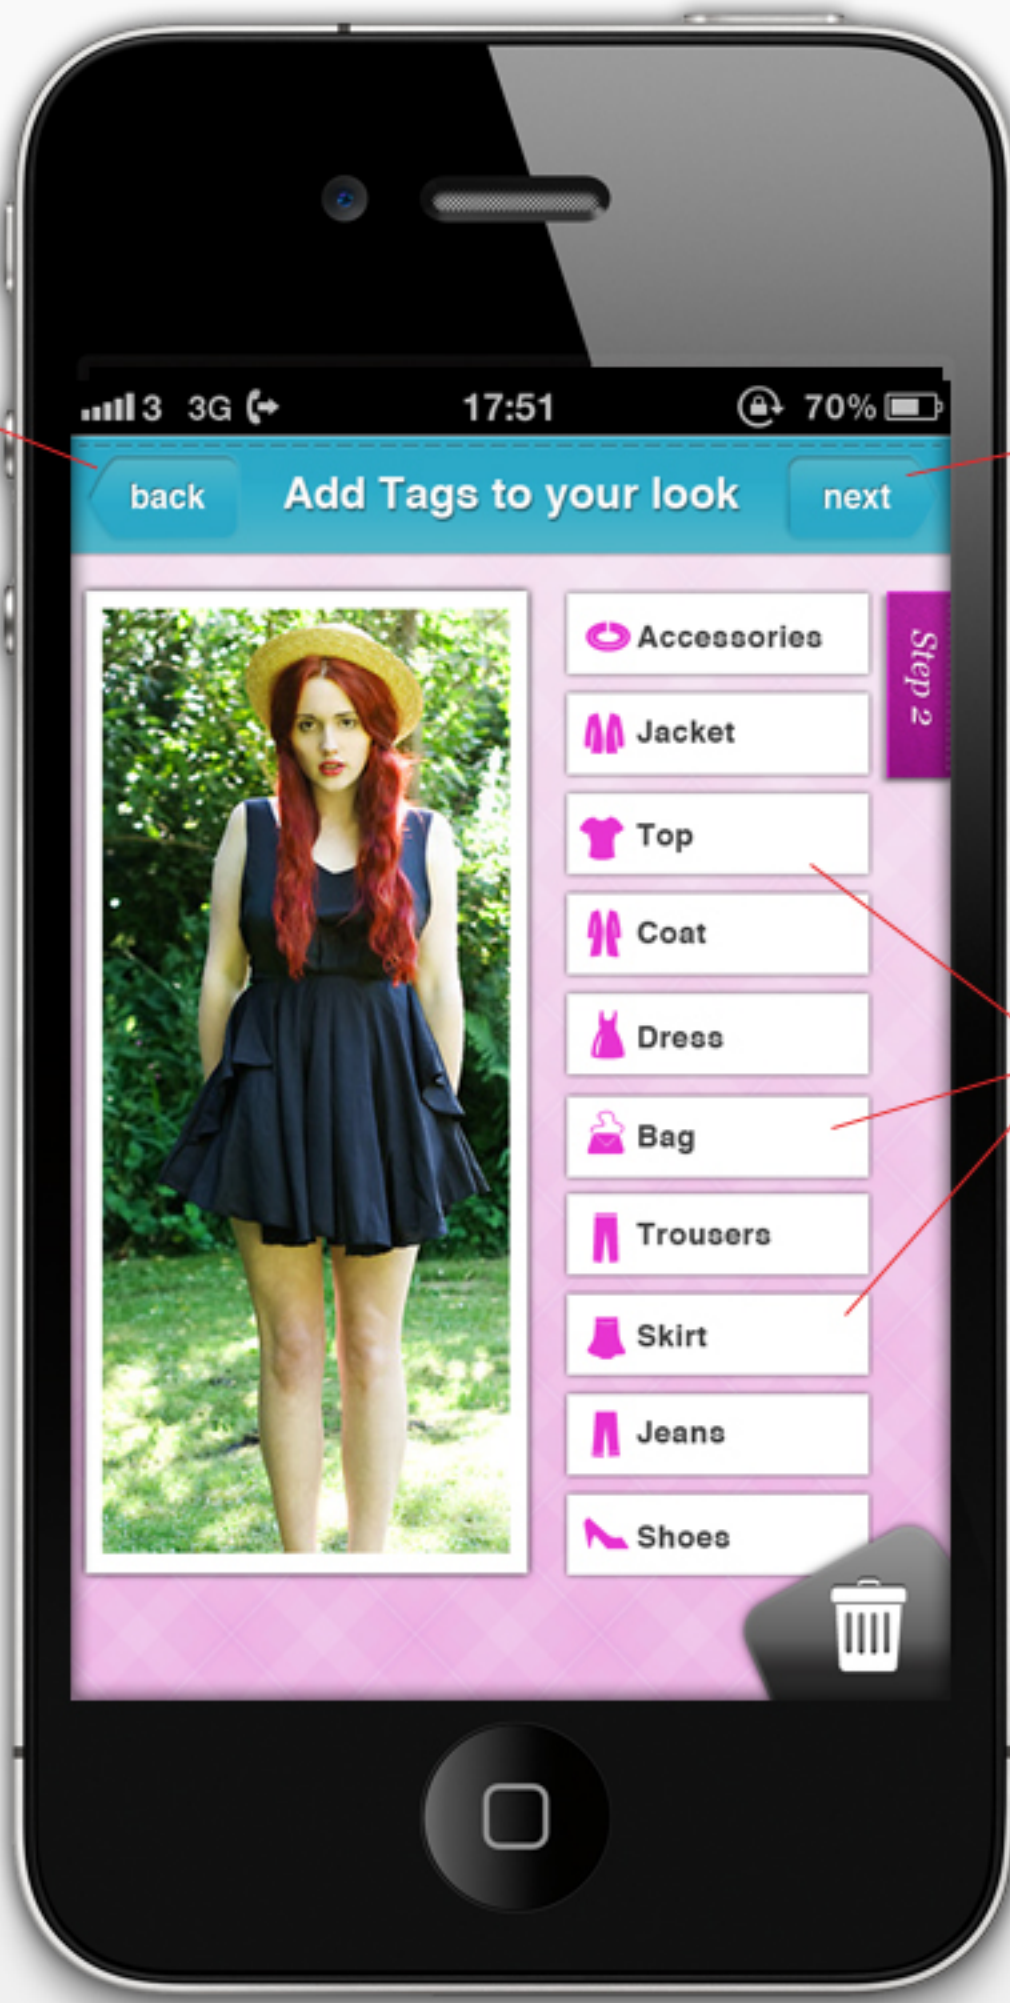 3 3G 17:51 70%
back Add Tags to your look next
Accessories
Step 2
Jacket
Top
Coat
Dress
Bag
Trousers
Skirt
Jeans
Shoes